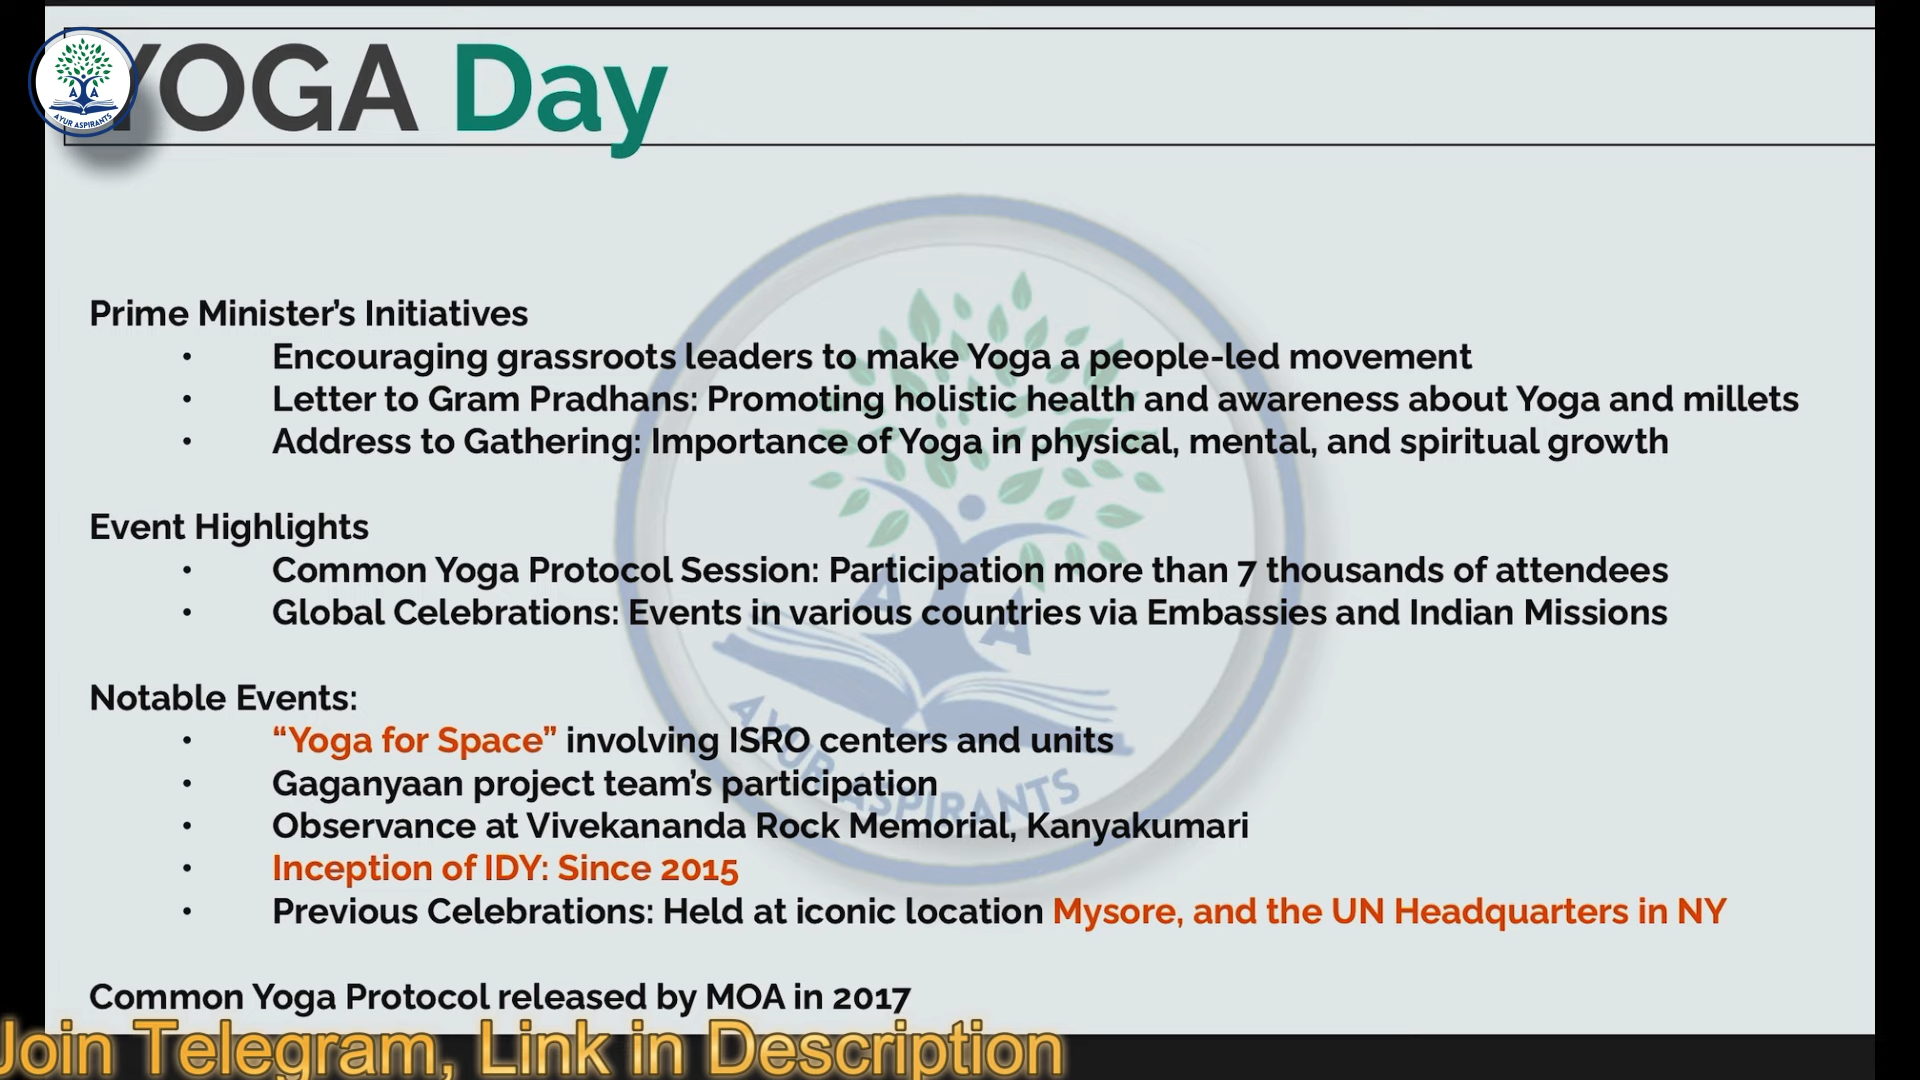 YOGA Day
AYUR ASPIRANTS
Prime Minister’s Initiatives
• Encouraging grassroots leaders to make Yoga a people-led movement
• Letter to Gram Pradhans: Promoting holistic health and awareness about Yoga and millets
• Address to Gathering: Importance of Yoga in physical, mental, and spiritual growth
Event Highlights
• Common Yoga Protocol Session: Participation more than 7 thousands of attendees
• Global Celebrations: Events in various countries via Embassies and Indian Missions
Notable Events:
• “Yoga for Space” involving ISRO centers and units
• Gaganyaan project team’s participation
• Observance at Vivekananda Rock Memorial, Kanyakumari
• Inception of IDY: Since 2015
• Previous Celebrations: Held at iconic location Mysore, and the UN Headquarters in NY
A A
AYUR ASPIRANTS
Common Yoga Protocol released by MOA in 2017
Join Telegram, Link in Description